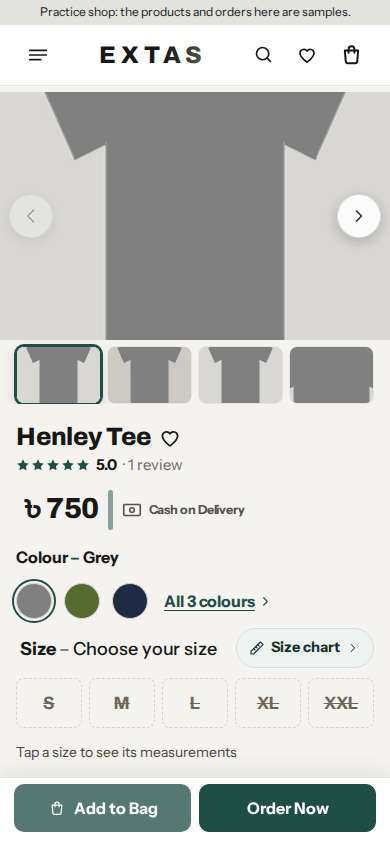 Practice shop: the products and orders here are samples.
EXTAS
Henley Tee
5.0 · 1 review
৳ 750
Cash on Delivery
Colour – Grey
All 3 colours
Size – Choose your size
Size chart
S M L XL XXL
Tap a size to see its measurements
Add to Bag
Order Now